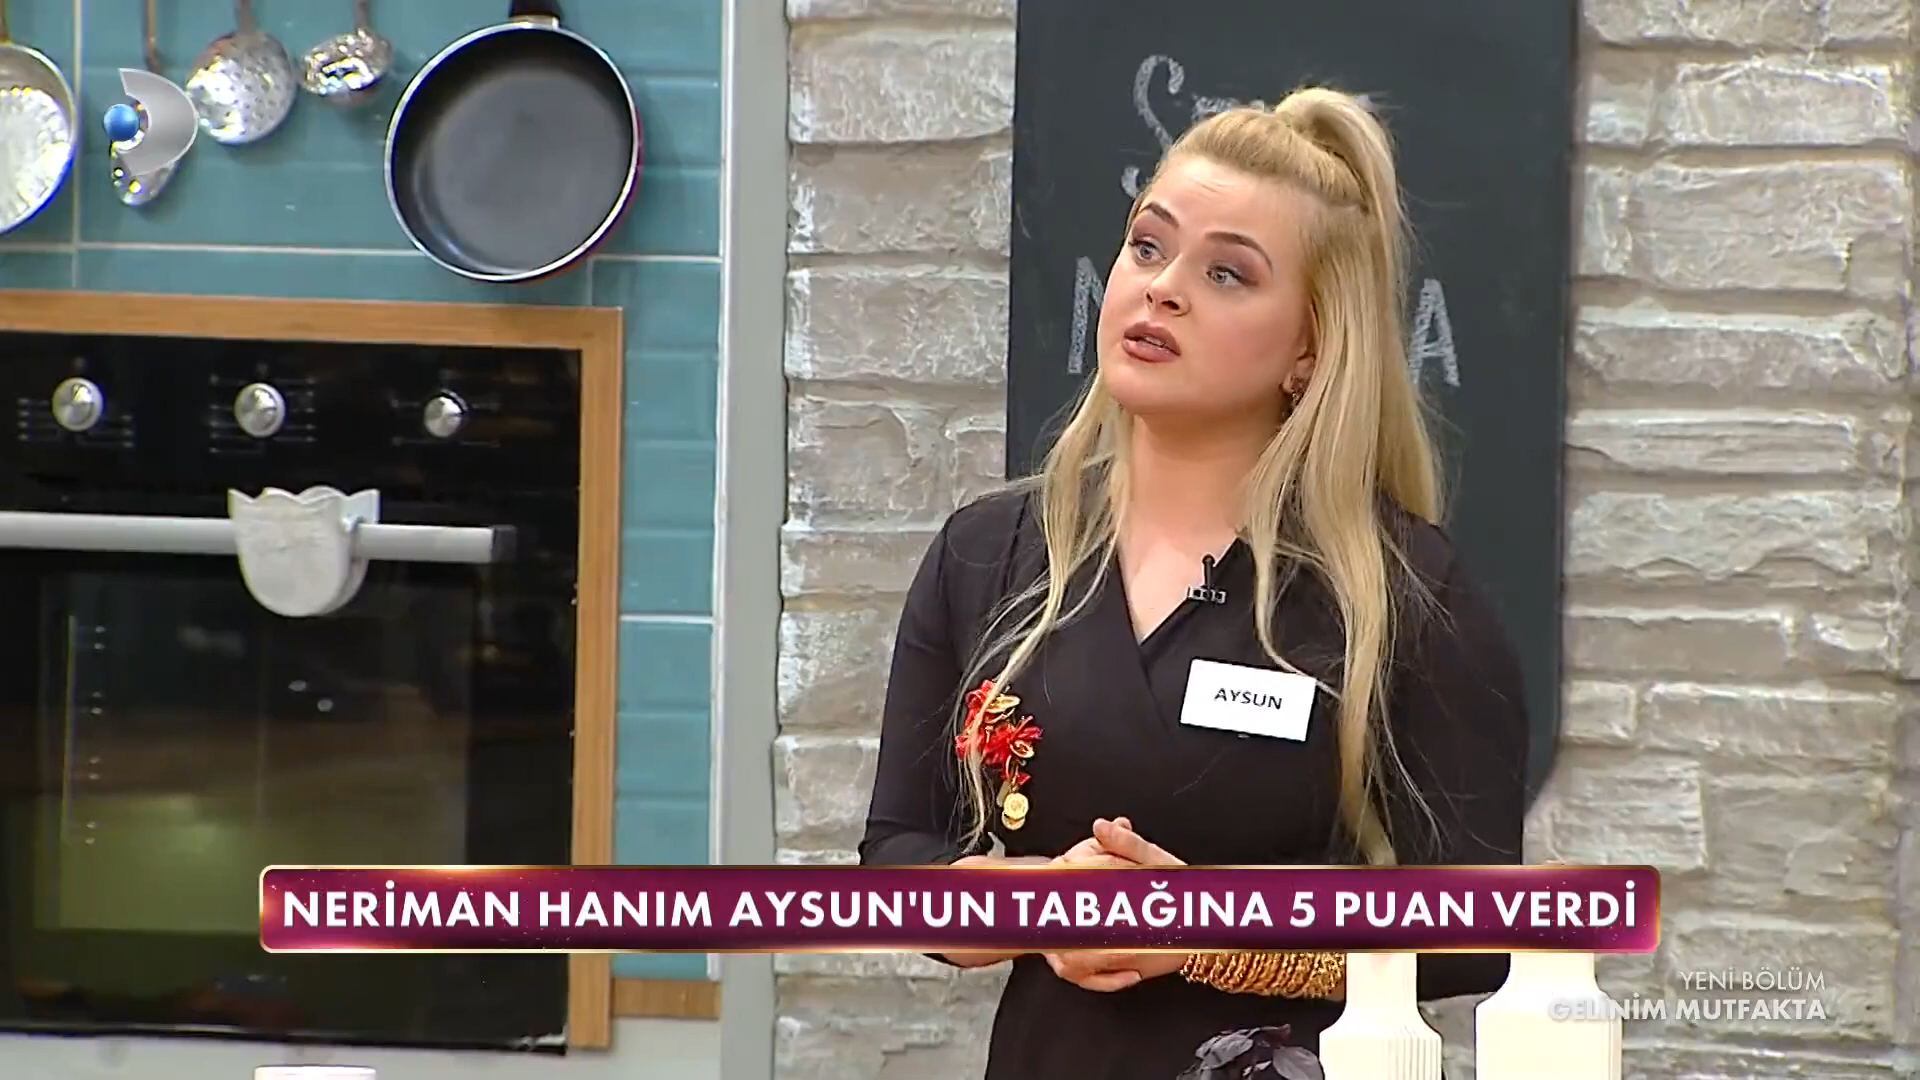 AYSUN
NERİMAN HANIM AYSUN'UN TABAĞINA 5 PUAN VERDİ
YENİ BÖLÜM
GELİNİM MUTFAKTA